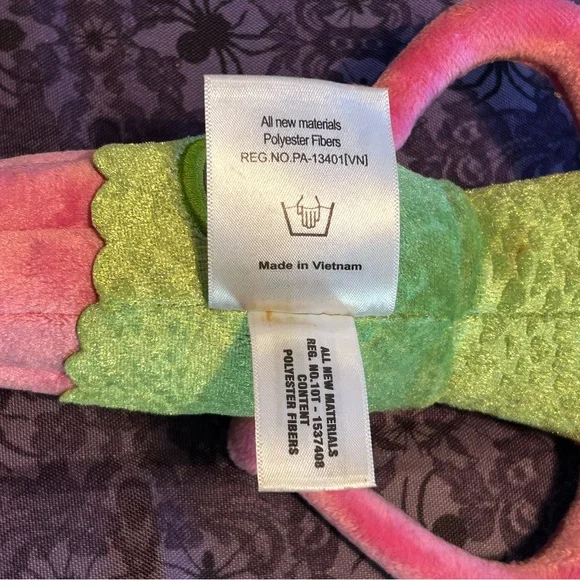 All new materials
Polyester Fibers
REG.NO.PA-13401[VN]
Made in Vietnam
ALL NEW MATERIALS
REG. NO.10T - 1537408
CONTENT
POLYESTER FIBERS